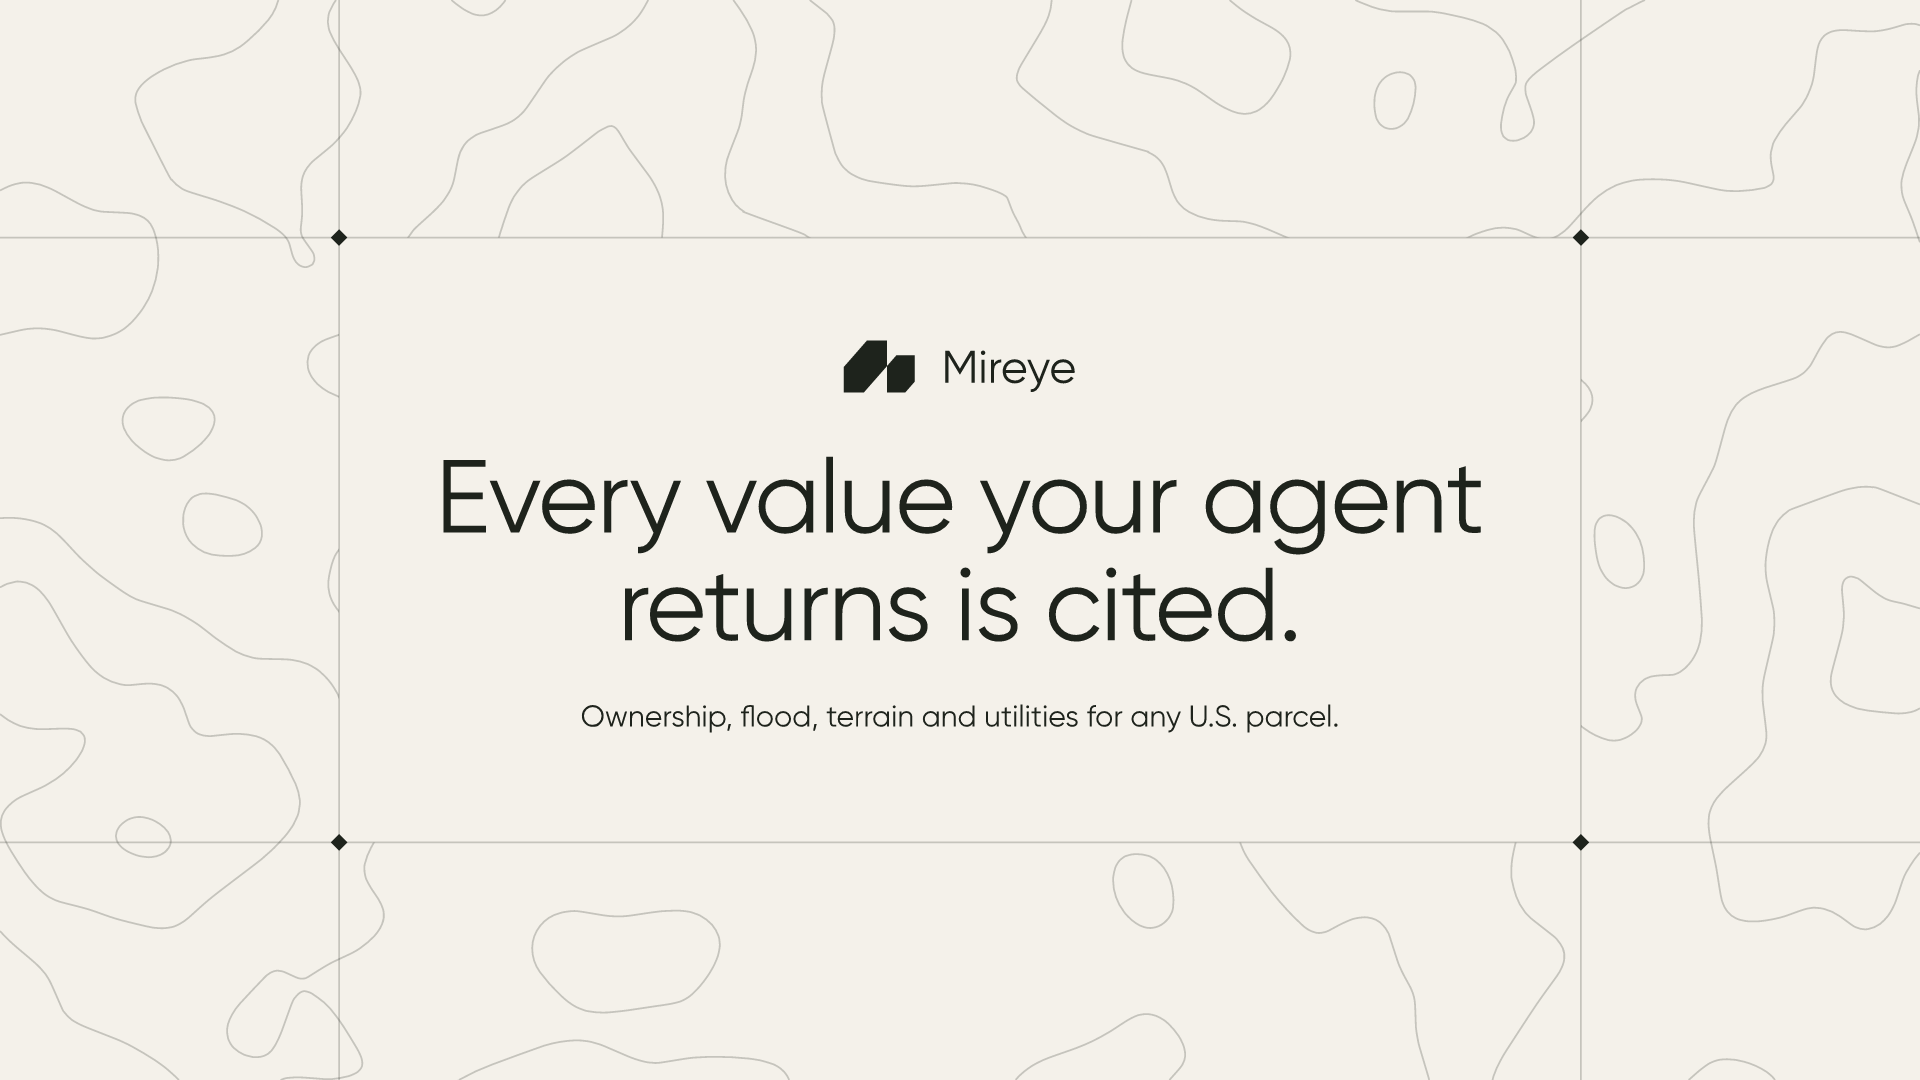 Mireye
Every value your agent
returns is cited.
Ownership, flood, terrain and utilities for any U.S. parcel.